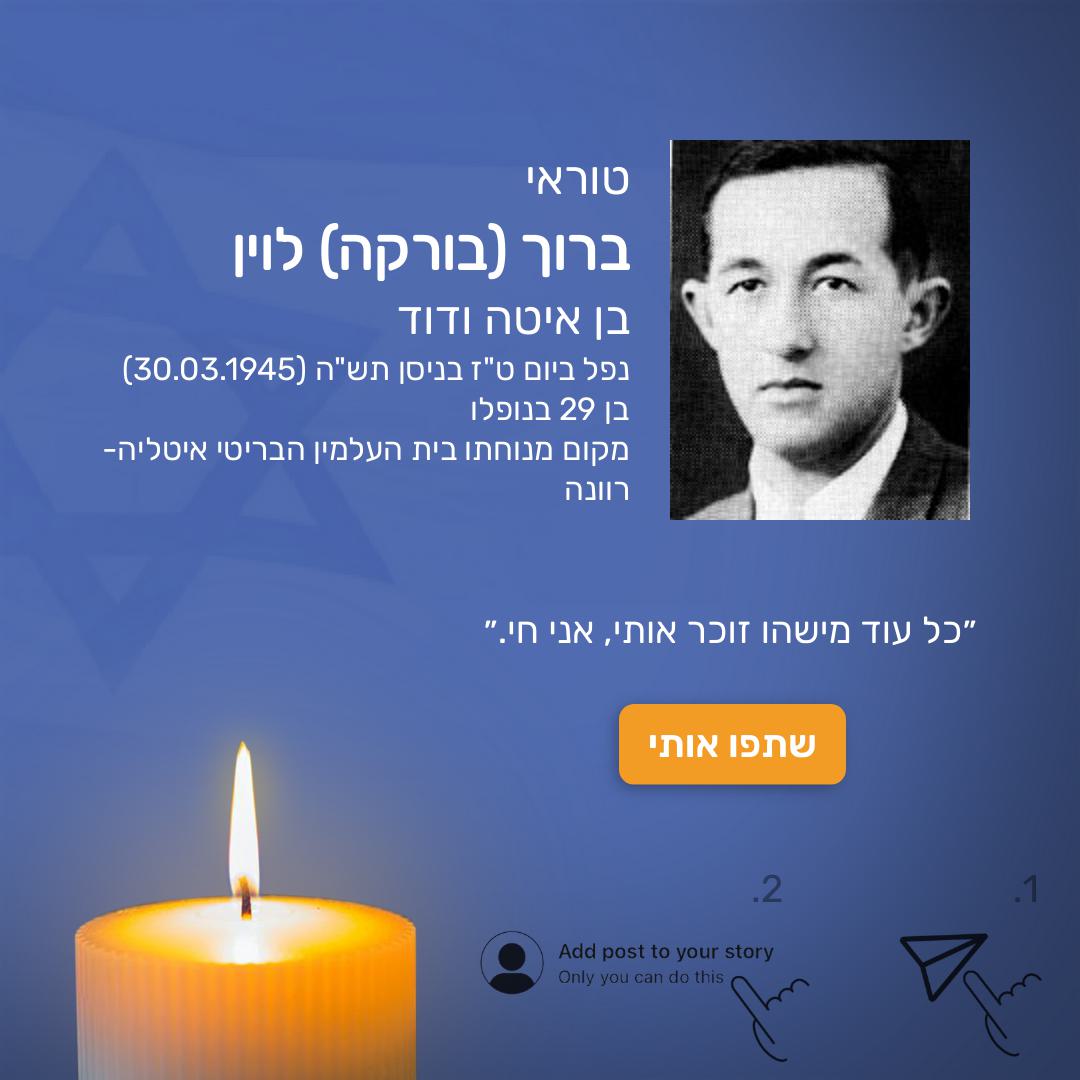 טוראי
ברוך (בורקה) לוין
בן איטה ודוד
נפל ביום ט"ז בניסן תש"ה (30.03.1945)
בן 29 בנופלו
מקום מנוחתו בית העלמין הבריטי איטליה-
רוונה
״כל עוד מישהו זוכר אותי, אני חי.״
שתפו אותי
.1
.2
Add post to your story
Only you can do this